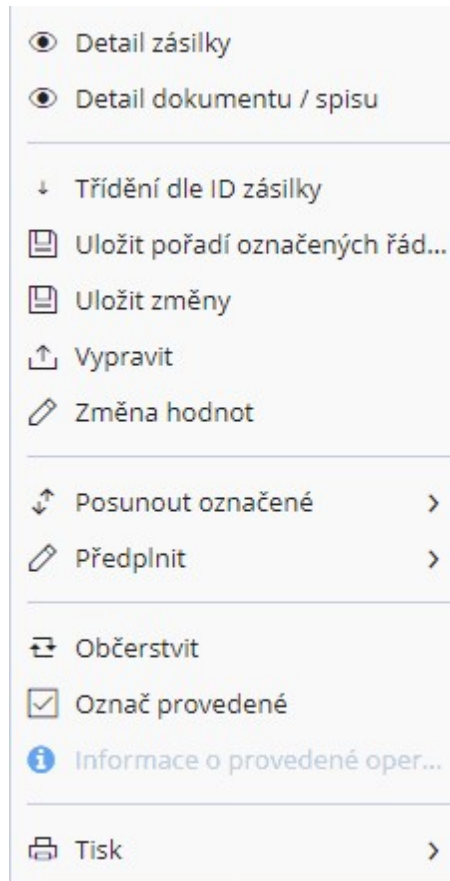 Detail zásilky
Detail dokumentu / spisu
Třídění dle ID zásilky
Uložit pořadí označených řád...
Uložit změny
Vypravit
Změna hodnot
Posunout označené
Předplnit
Občerstvit
Označ provedené
Informace o provedené oper...
Tisk